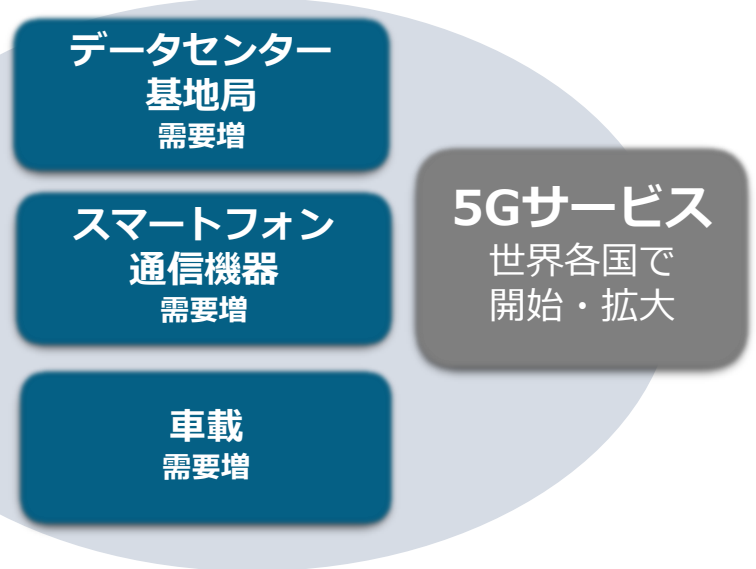 データセンター
基地局
需要増
スマートフォン
通信機器
需要増
車載
需要増
5Gサービス
世界各国で
開始・拡大